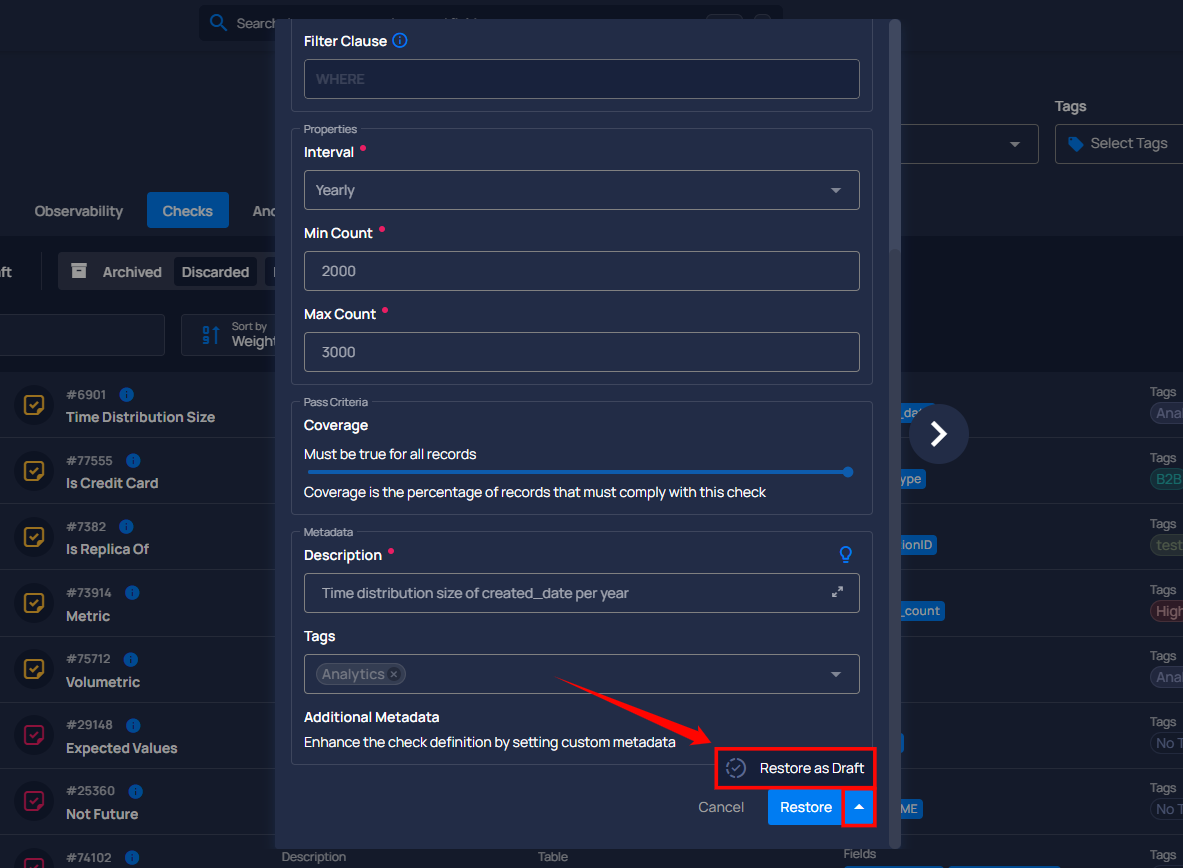 Search
Filter Clause
WHERE
Tags
Select Tags
Properties
Interval
Yearly
Observability
Checks
Min Count
2000
Archived
Discarded
Max Count
3000
Sort by
Weight
#6901
Time Distribution Size
Pass Criteria
Coverage
Must be true for all records
Coverage is the percentage of records that must comply with this check
Tags
#77555
Is Credit Card
Tags
B2B
#7382
Is Replica Of
Metadata
Description
Time distribution size of created_date per year
ionID
Tags
test
#73914
Metric
_count
Tags
High
#75712
Volumetric
Tags
Analytics
Tags
Ana
Additional Metadata
Enhance the check definition by setting custom metadata
#29148
Expected Values
Tags
No T
Restore as Draft
#25360
Not Future
Cancel
Restore
ME
Tags
No T
#74102
Description
Table
Fields
Tags